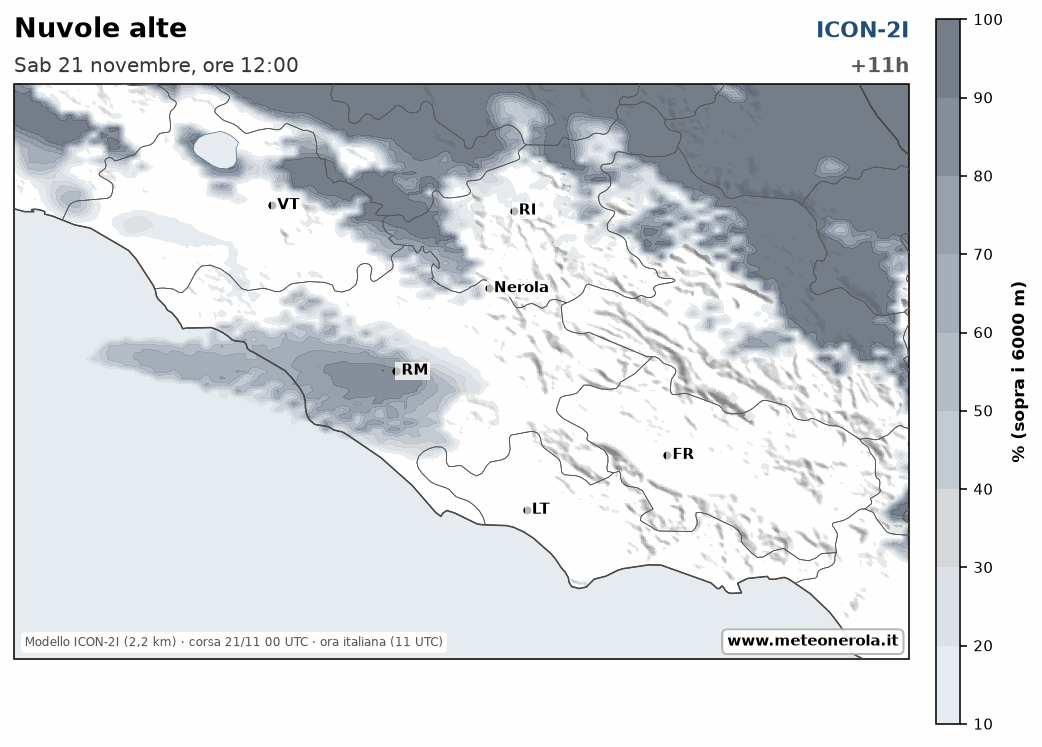 Nuvole alte
ICON-2I
Sab 21 novembre, ore 12:00
+11h
100
90
80
70
60
50
40
30
20
10
% (sopra i 6000 m)
VT
RI
Nerola
RM
FR
LT
Modello ICON-2I (2,2 km) · corsa 21/11 00 UTC · ora italiana (11 UTC)
www.meteonerola.it